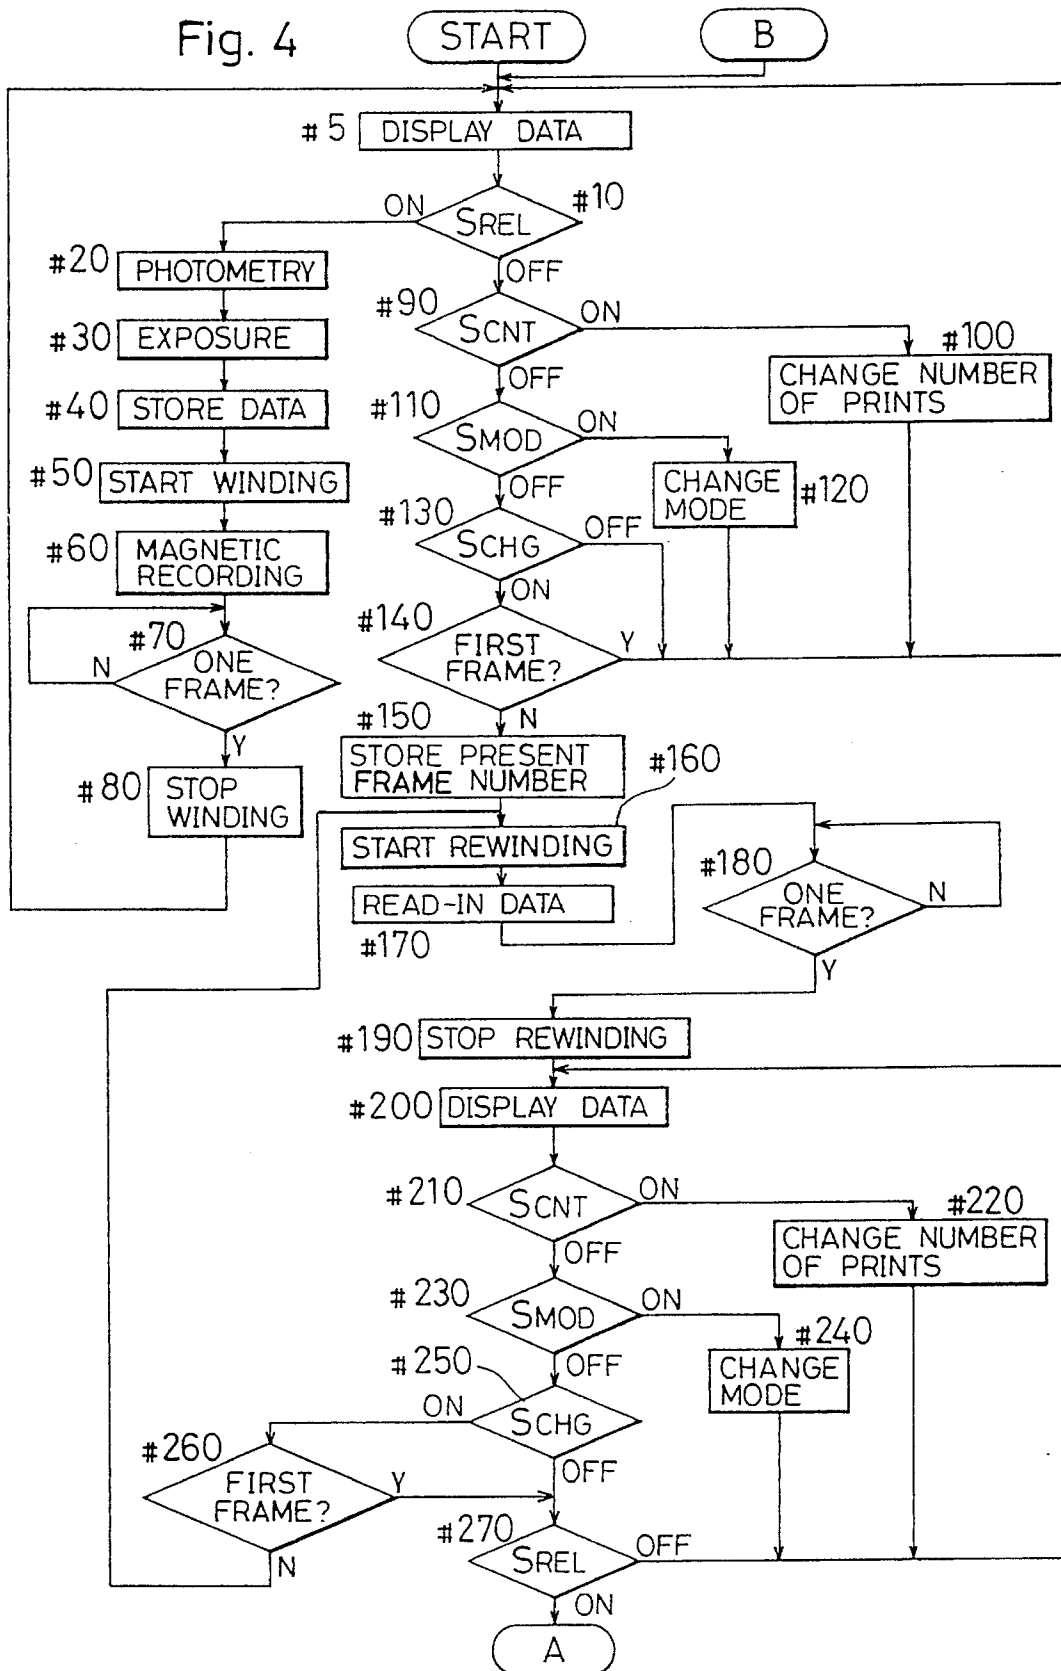 Fig. 4
START
B
#5
DISPLAY DATA
#10
SREL
ON
OFF
#20
PHOTOMETRY
#30
EXPOSURE
#40
STORE DATA
#50
START WINDING
#60
MAGNETIC
RECORDING
#70
ONE
FRAME?
N
Y
#80
STOP
WINDING
#90
SCNT
ON
OFF
#100
CHANGE NUMBER
OF PRINTS
#110
SMOD
ON
OFF
CHANGE
MODE
#120
#130
SCHG
OFF
ON
#140
FIRST
FRAME?
Y
N
#150
STORE PRESENT
FRAME NUMBER
#160
START REWINDING
READ-IN DATA
#170
#180
ONE
FRAME?
N
Y
#190
STOP REWINDING
#200
DISPLAY DATA
#210
SCNT
ON
OFF
#220
CHANGE NUMBER
OF PRINTS
#230
SMOD
ON
OFF
#240
CHANGE
MODE
#250
SCHG
ON
OFF
#260
FIRST
FRAME?
Y
N
#270
SREL
OFF
ON
A